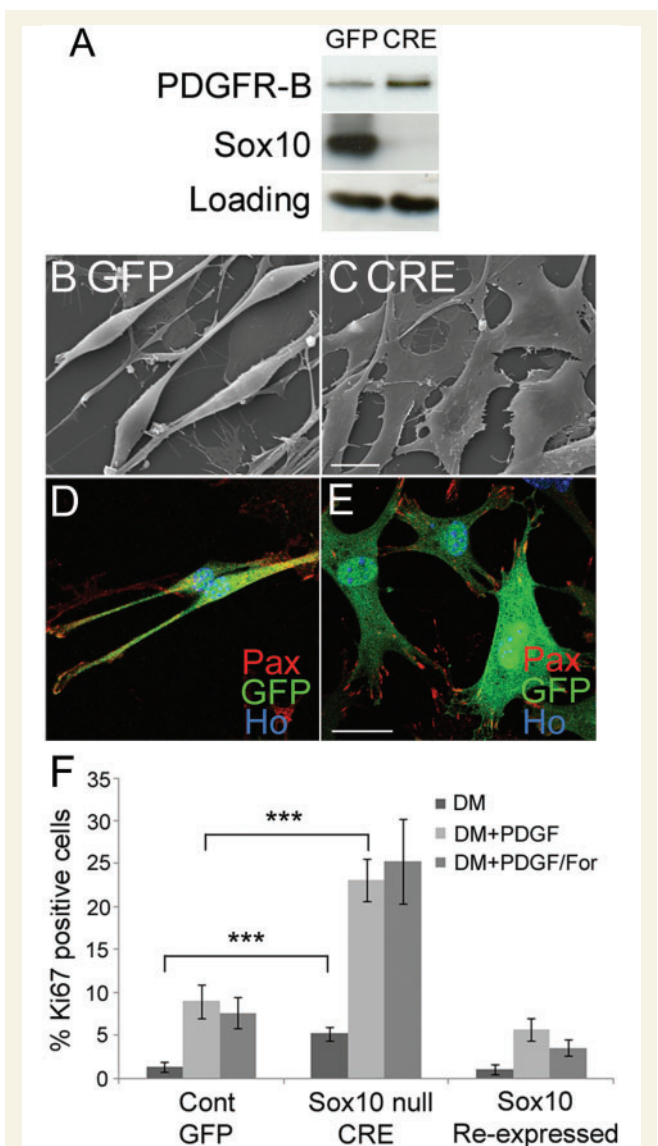 A
GFP CRE
PDGFR-B
Sox10
Loading
B GFP
C CRE
D
Pax
GFP
Ho
E
Pax
GFP
Ho
F
% Ki67 positive cells
35
30
25
20
15
10
5
0
***
***
DM
DM+PDGF
DM+PDGF/For
Cont
GFP
Sox10 null
CRE
Sox10
Re-expressed